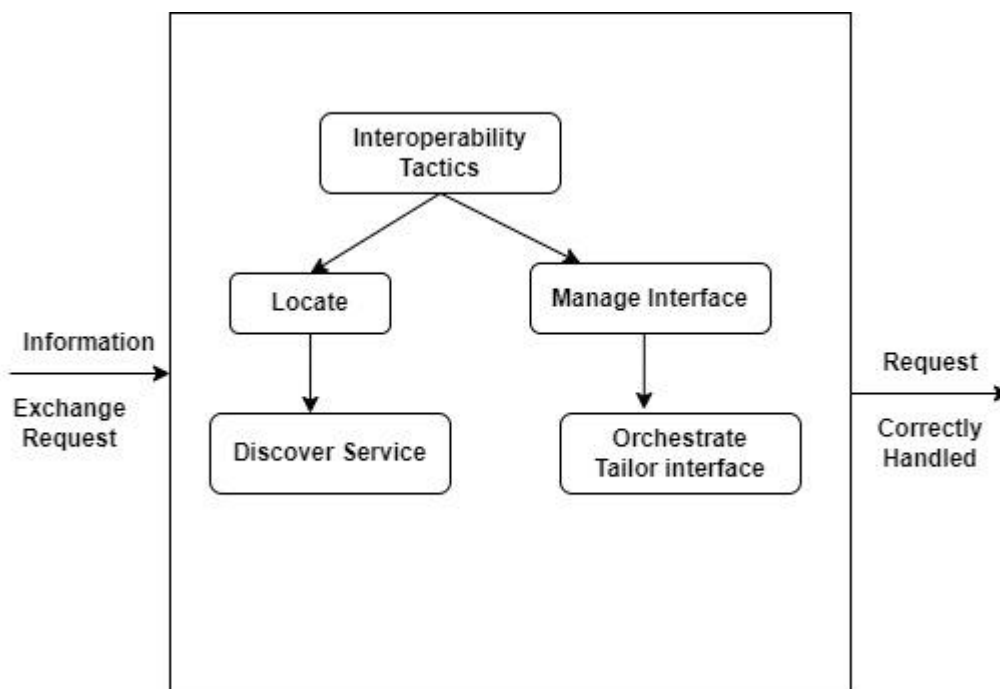 Interoperability
Tactics
Locate
Manage Interface
Information
Exchange
Request
Discover Service
Orchestrate
Tailor interface
Request
Correctly
Handled